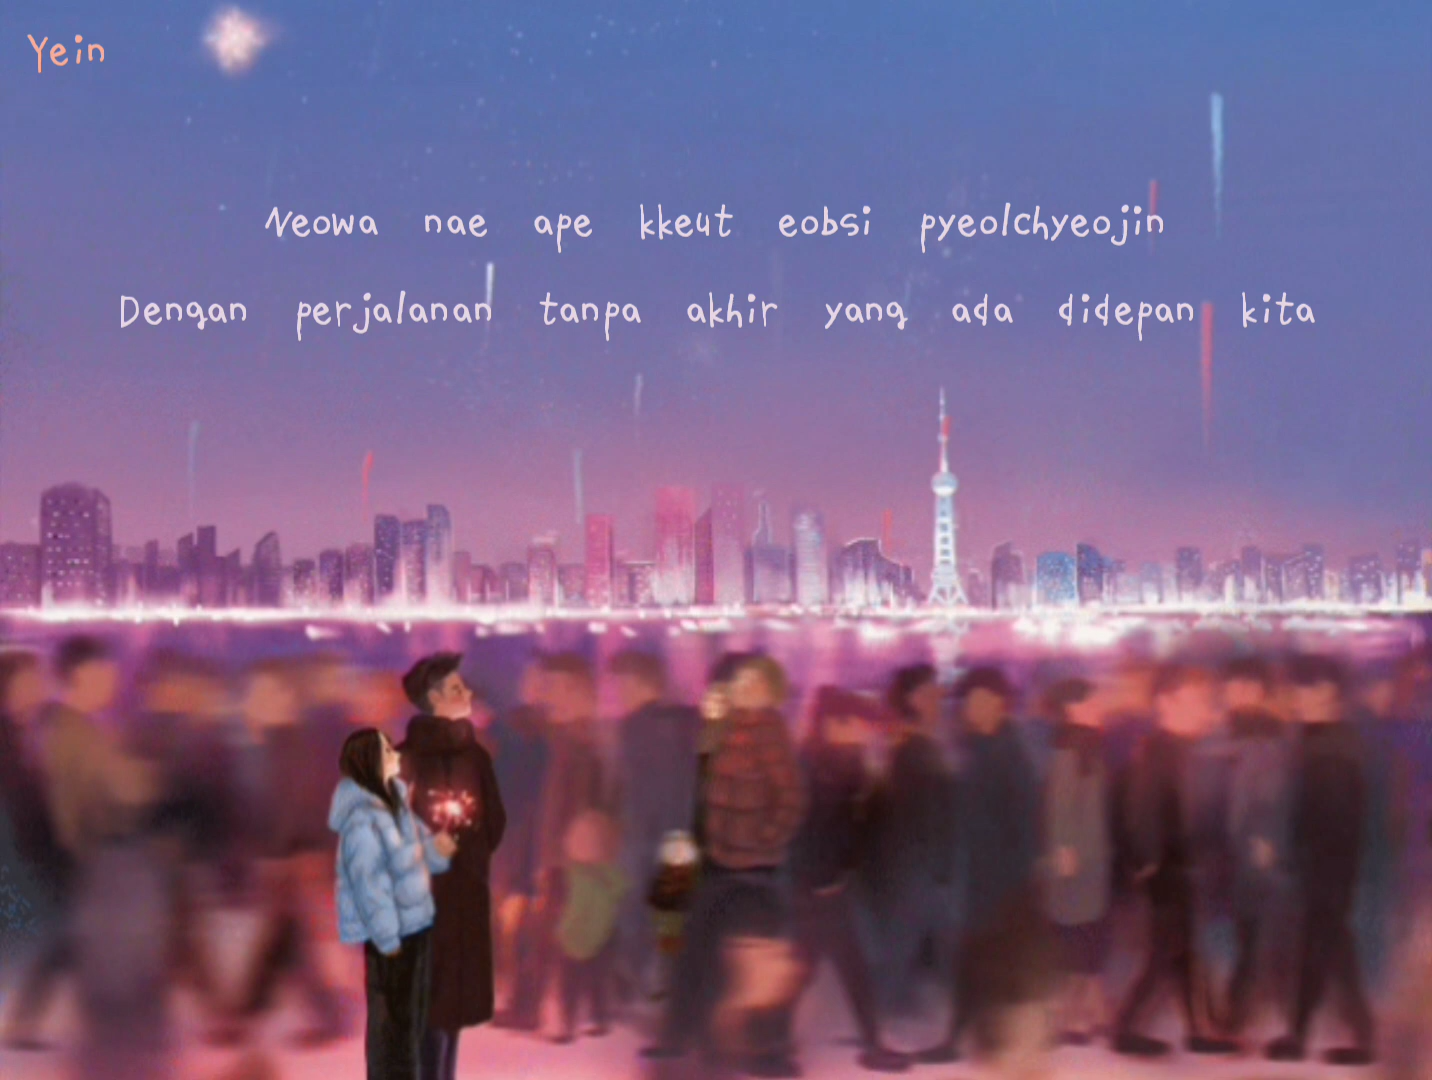 Yein
Neowa nae ape kkeut eobsi pyeolchyeojin
Dengan perjalanan tanpa akhir yang ada didepan kita